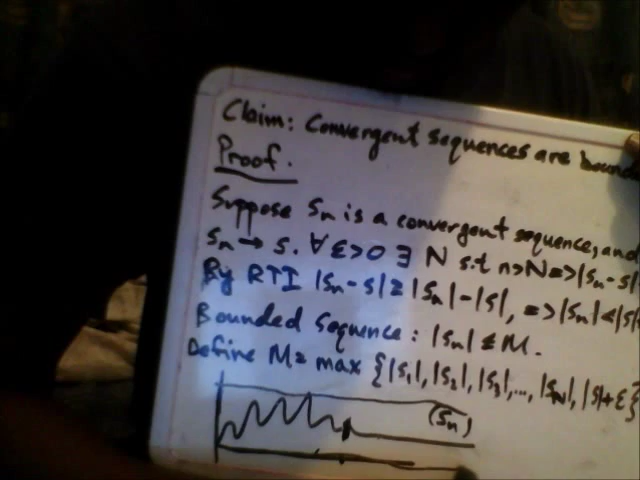 Claim: Convergent sequences are bound
Proof.
Suppose Sn is a convergent sequence, and
Sn → S. ∀ε>0 ∃ N s.t n>N=>|Sn-S|
By RTI |Sn-S|≥|Sn|-|S|, =>|Sn|<|S|+
Bounded Sequence: |Sn|≤M.
Define M= max {|S1|,|S2|,|S3|,...,|SN|,|S|+ε}
(Sn)